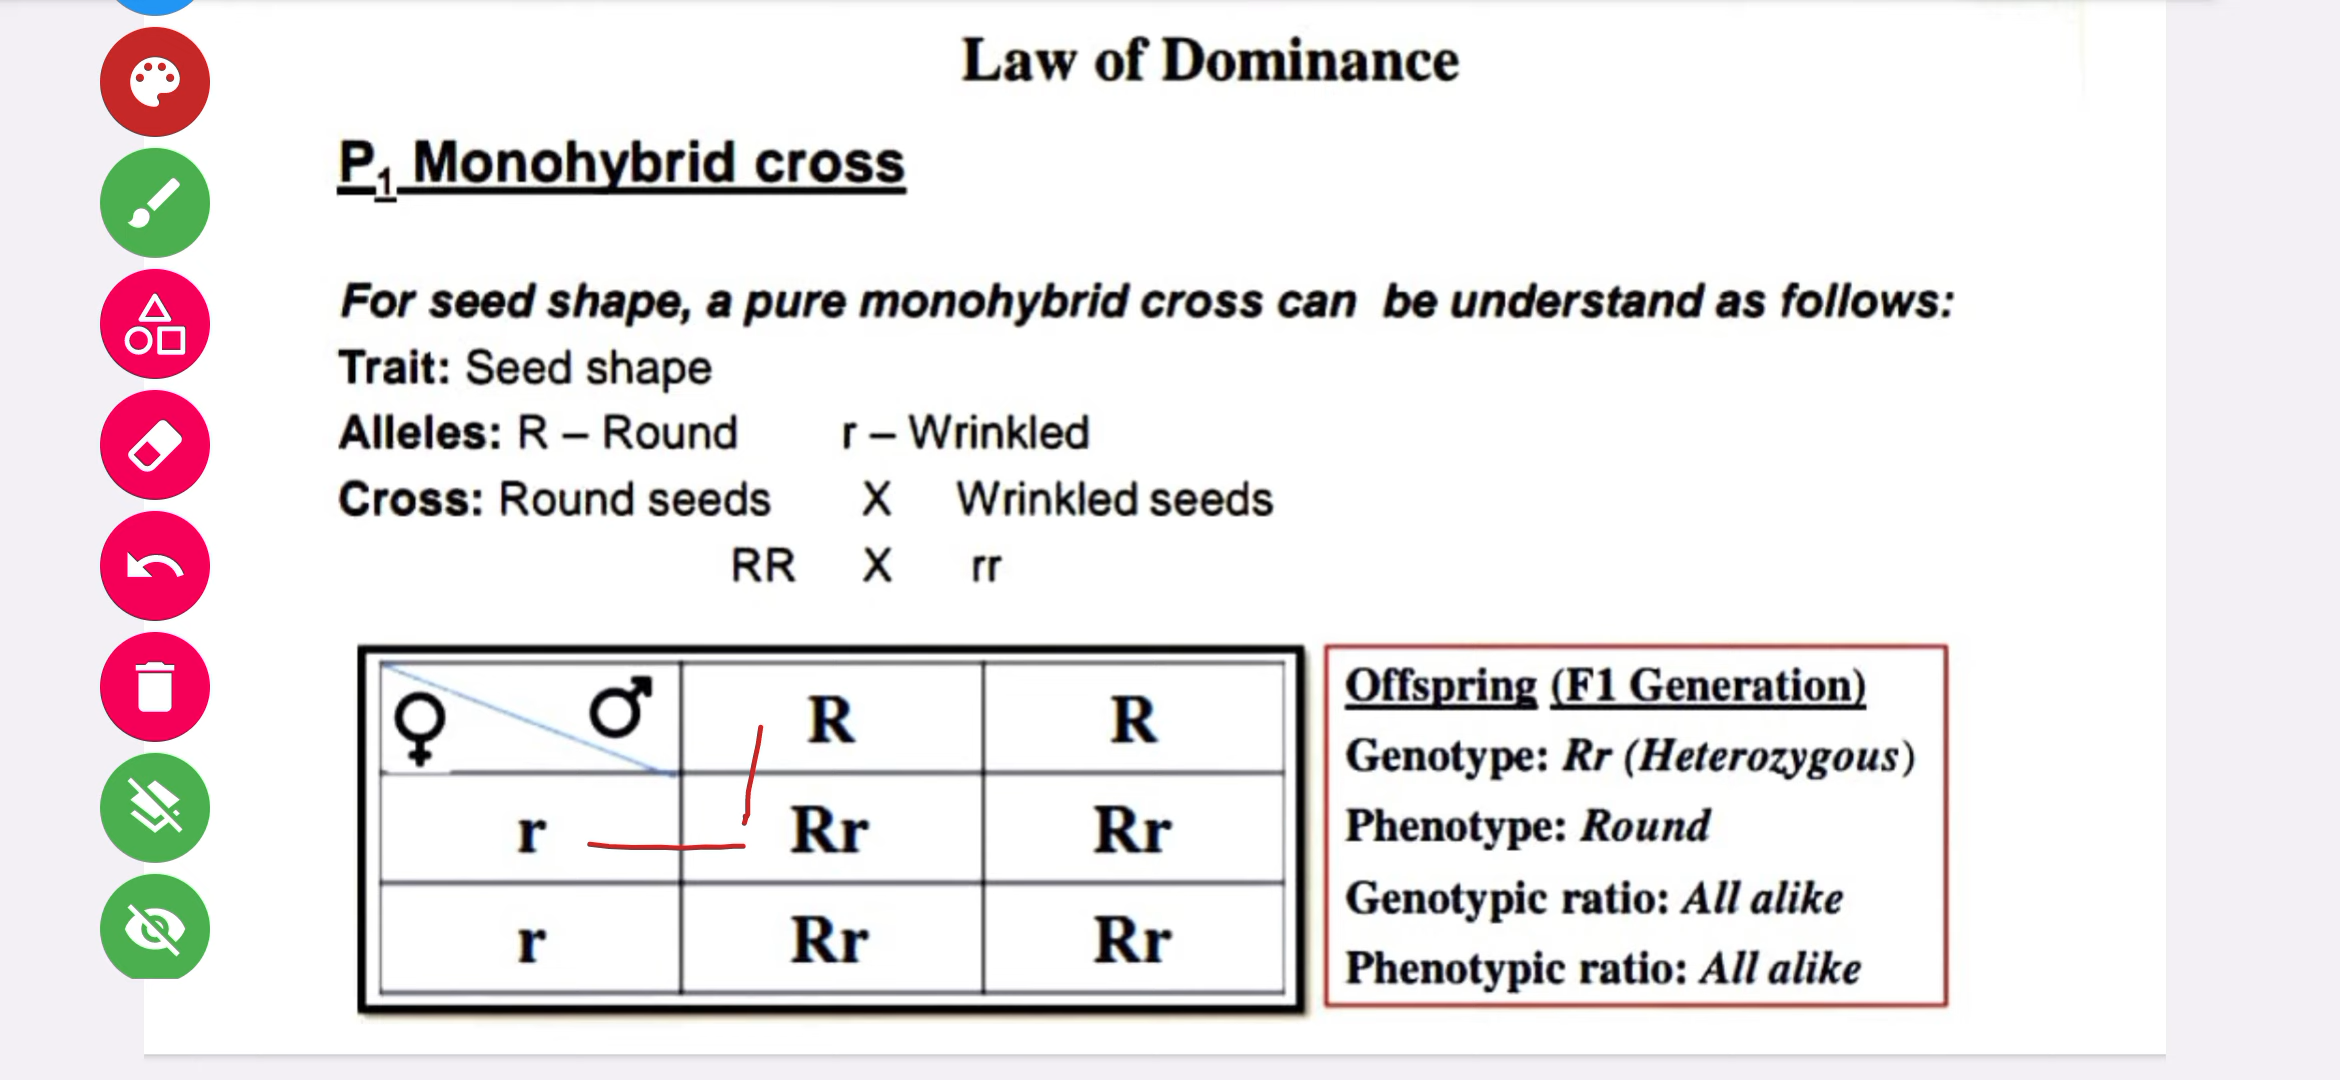 Law of Dominance
P1 Monohybrid cross
For seed shape, a pure monohybrid cross can be understand as follows:
Trait: Seed shape
Alleles: R – Round r – Wrinkled
Cross: Round seeds X Wrinkled seeds
RR X rr
♀ ♂ R R
r Rr Rr
r Rr Rr
Offspring (F1 Generation)
Genotype: Rr (Heterozygous)
Phenotype: Round
Genotypic ratio: All alike
Phenotypic ratio: All alike